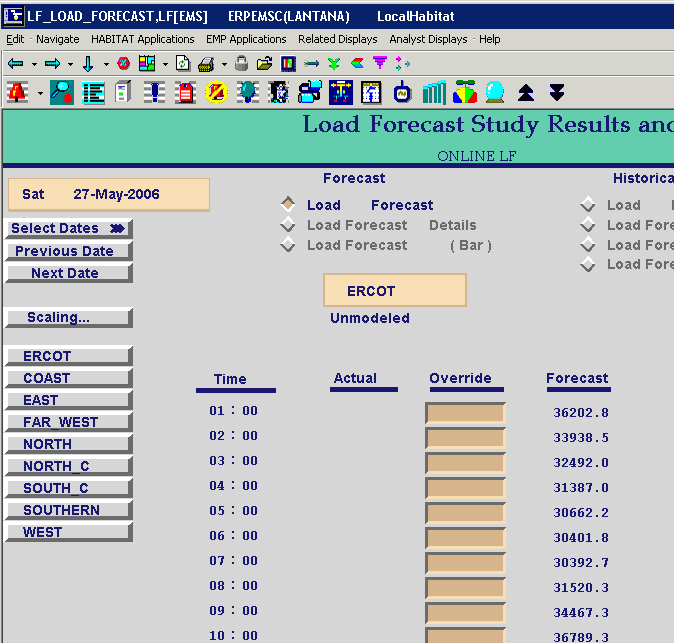 LF_LOAD_FORECAST,LF[EMS] ERPEMSC(LANTANA) LocalHabitat
Edit Navigate HABITAT Applications EMP Applications Related Displays Analyst Displays Help
Load Forecast Study Results and
ONLINE LF
Forecast Historica
Sat 27-May-2006
Load Forecast Load
Load Forecast Details Load Fore
Load Forecast ( Bar ) Load Fore
Load Fore
Select Dates
Previous Date
Next Date
ERCOT
Unmodeled
Scaling...
ERCOT
COAST
EAST
FAR_WEST
NORTH
NORTH_C
SOUTH_C
SOUTHERN
WEST
Time Actual Override Forecast
01 : 00 36202.8
02 : 00 33938.5
03 : 00 32492.0
04 : 00 31387.0
05 : 00 30662.2
06 : 00 30401.8
07 : 00 30392.7
08 : 00 31520.3
09 : 00 34467.3
10 : 00 36789.3